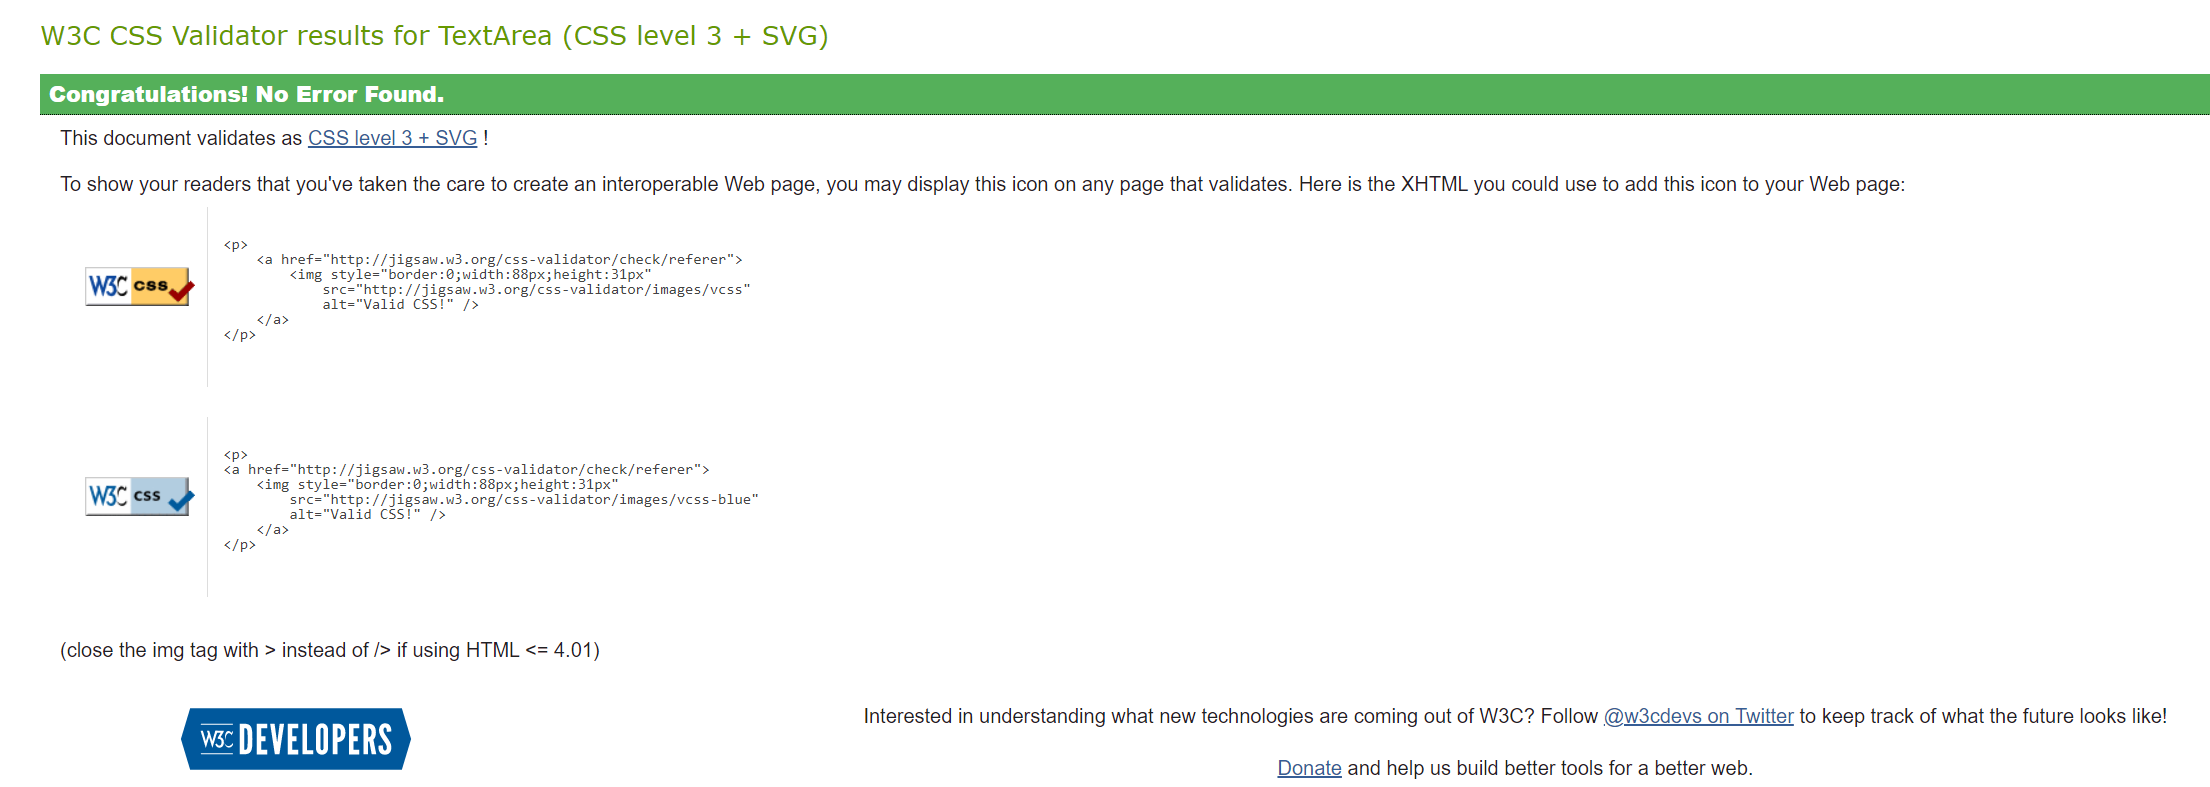 W3C CSS Validator results for TextArea (CSS level 3 + SVG)
Congratulations! No Error Found.
This document validates as CSS level 3 + SVG !
To show your readers that you've taken the care to create an interoperable Web page, you may display this icon on any page that validates. Here is the XHTML you could use to add this icon to your Web page:
W3C css
<p>
    <a href="http://jigsaw.w3.org/css-validator/check/referer">
        <img style="border:0;width:88px;height:31px"
            src="http://jigsaw.w3.org/css-validator/images/vcss"
            alt="Valid CSS!" />
    </a>
</p>
W3C css
<p>
<a href="http://jigsaw.w3.org/css-validator/check/referer">
    <img style="border:0;width:88px;height:31px"
        src="http://jigsaw.w3.org/css-validator/images/vcss-blue"
        alt="Valid CSS!" />
    </a>
</p>
(close the img tag with > instead of /> if using HTML <= 4.01)
W3C DEVELOPERS
Interested in understanding what new technologies are coming out of W3C? Follow @w3cdevs on Twitter to keep track of what the future looks like!
Donate and help us build better tools for a better web.